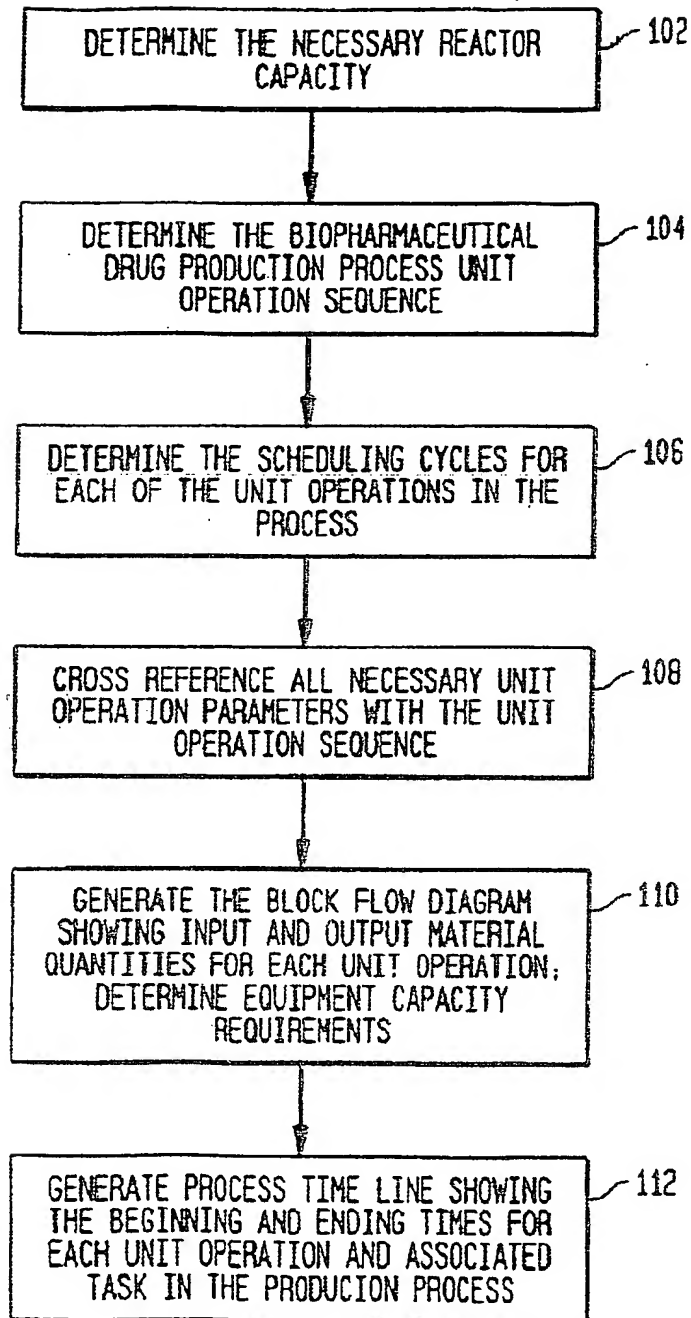 DETERMINE THE NECESSARY REACTOR
CAPACITY
102
DETERMINE THE BIOPHARMACEUTICAL
DRUG PRODUCTION PROCESS UNIT
OPERATION SEQUENCE
104
DETERMINE THE SCHEDULING CYCLES FOR
EACH OF THE UNIT OPERATIONS IN THE
PROCESS
106
CROSS REFERENCE ALL NECESSARY UNIT
OPERATION PARAMETERS WITH THE UNIT
OPERATION SEQUENCE
108
GENERATE THE BLOCK FLOW DIAGRAM
SHOWING INPUT AND OUTPUT MATERIAL
QUANTITIES FOR EACH UNIT OPERATION;
DETERMINE EQUIPMENT CAPACITY
REQUIREMENTS
110
GENERATE PROCESS TIME LINE SHOWING
THE BEGINNING AND ENDING TIMES FOR
EACH UNIT OPERATION AND ASSOCIATED
TASK IN THE PRODUCION PROCESS
112